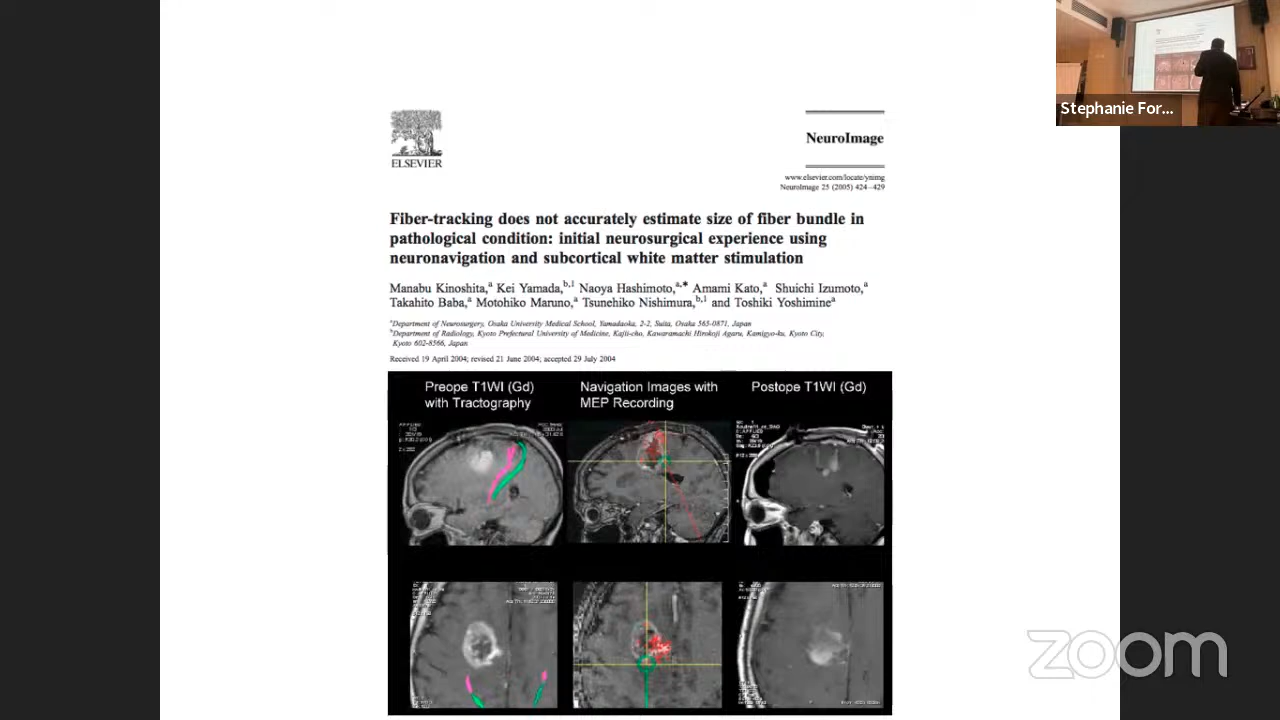 Stephanie For...
ELSEVIER
NeuroImage
www.elsevier.com/locate/ynimg
NeuroImage 25 (2005) 424–429
Fiber-tracking does not accurately estimate size of fiber bundle in
pathological condition: initial neurosurgical experience using
neuronavigation and subcortical white matter stimulation
Manabu Kinoshita,a Kei Yamada,b,1 Naoya Hashimoto,a,* Amami Kato,a Shuichi Izumoto,a
Takahito Baba,a Motohiko Maruno,a Tsunehiko Nishimura,b,1 and Toshiki Yoshiminea
aDepartment of Neurosurgery, Osaka University Medical School, Yamadaoka, 2-2, Suita, Osaka 565-0871, Japan
bDepartment of Radiology, Kyoto Prefectural University of Medicine, Kajii-cho, Kawaramachi Hirokoji Agaru, Kamigyo-ku, Kyoto City,
Kyoto 602-8566, Japan
Received 19 April 2004; revised 21 June 2004; accepted 29 July 2004
Preope T1WI (Gd)
with Tractography
Navigation Images with
MEP Recording
Postope T1WI (Gd)
zoom